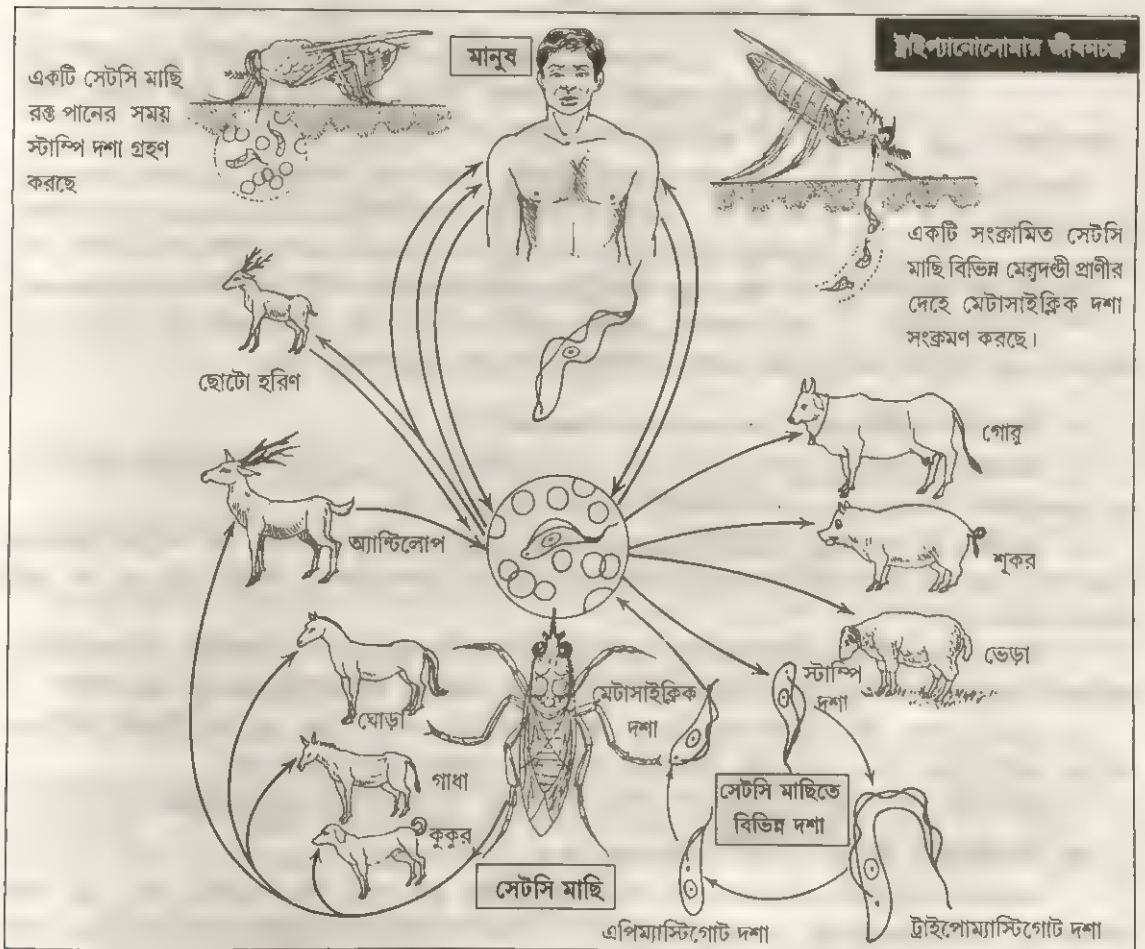 ট্রাইপ্যানোসোমার জীবনচক্র
একটি সেটসি মাছি
রক্ত পানের সময়
স্টাম্পি দশা গ্রহণ
করছে
মানুষ
একটি সংক্রামিত সেটসি
মাছি বিভিন্ন মেরুদণ্ডী প্রাণীর
দেহে মেটাসাইক্লিক দশা
সংক্রমণ করছে।
ছোটো হরিণ
গোরু
অ্যান্টিলোপ
শূকর
ভেড়া
ঘোড়া
মেটাসাইক্লিক
দশা
স্টাম্পি
দশা
গাধা
সেটসি মাছিতে
বিভিন্ন দশা
কুকুর
সেটসি মাছি
এপিম্যাস্টিগোট দশা
ট্রাইপোম্যাস্টিগোট দশা